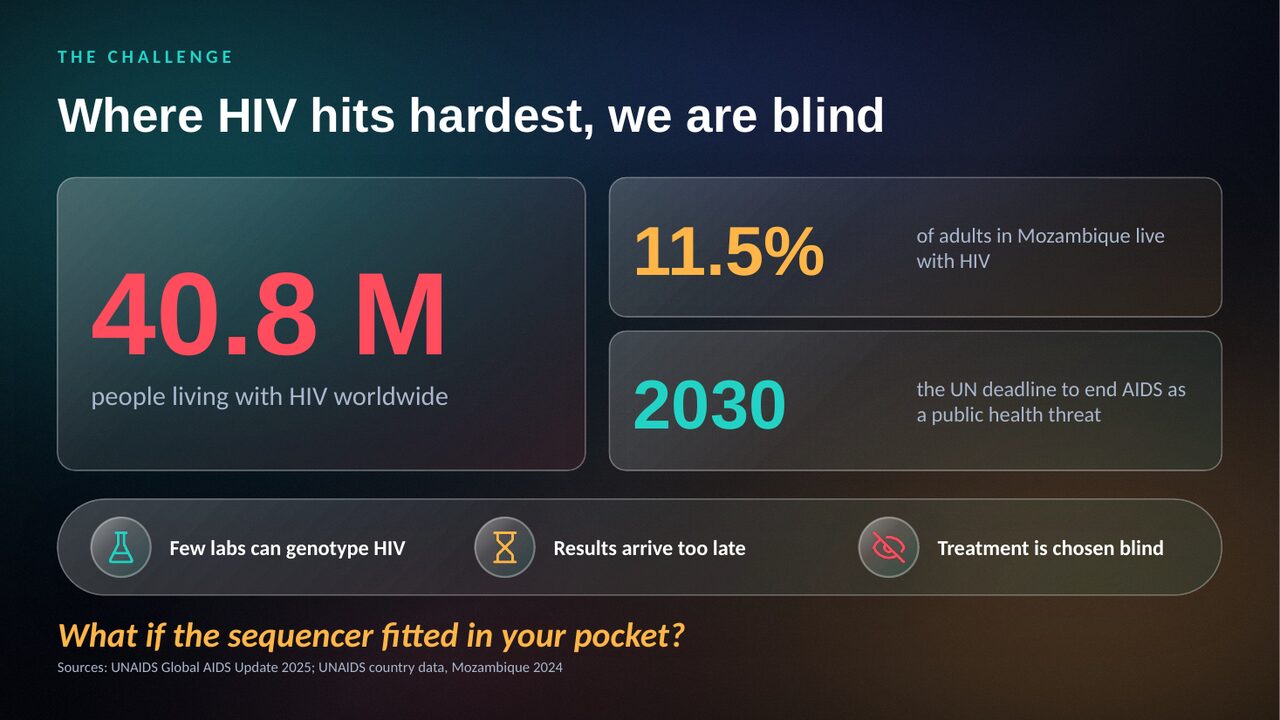 THE CHALLENGE
Where HIV hits hardest, we are blind
40.8 M
people living with HIV worldwide
11.5%
of adults in Mozambique live
with HIV
2030
the UN deadline to end AIDS as
a public health threat
Few labs can genotype HIV
Results arrive too late
Treatment is chosen blind
What if the sequencer fitted in your pocket?
Sources: UNAIDS Global AIDS Update 2025; UNAIDS country data, Mozambique 2024